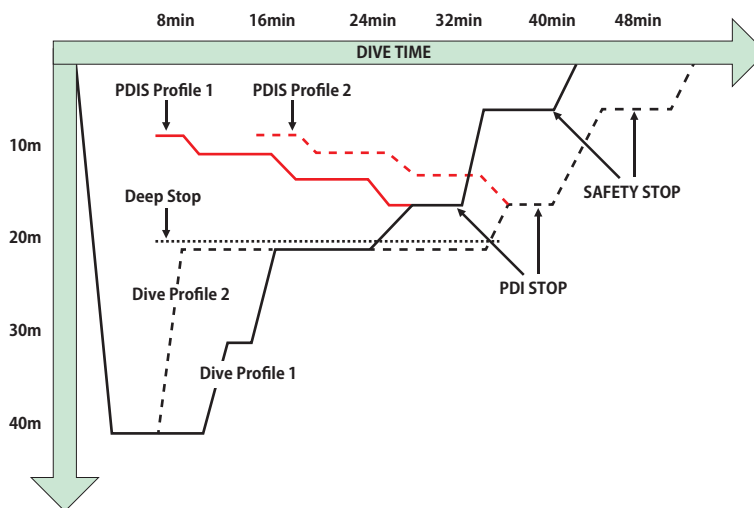 8min 16min 24min 32min 40min 48min
DIVE TIME
PDIS Profile 1 PDIS Profile 2
10m
Deep Stop
SAFETY STOP
20m
PDI STOP
Dive Profile 2
30m
Dive Profile 1
40m